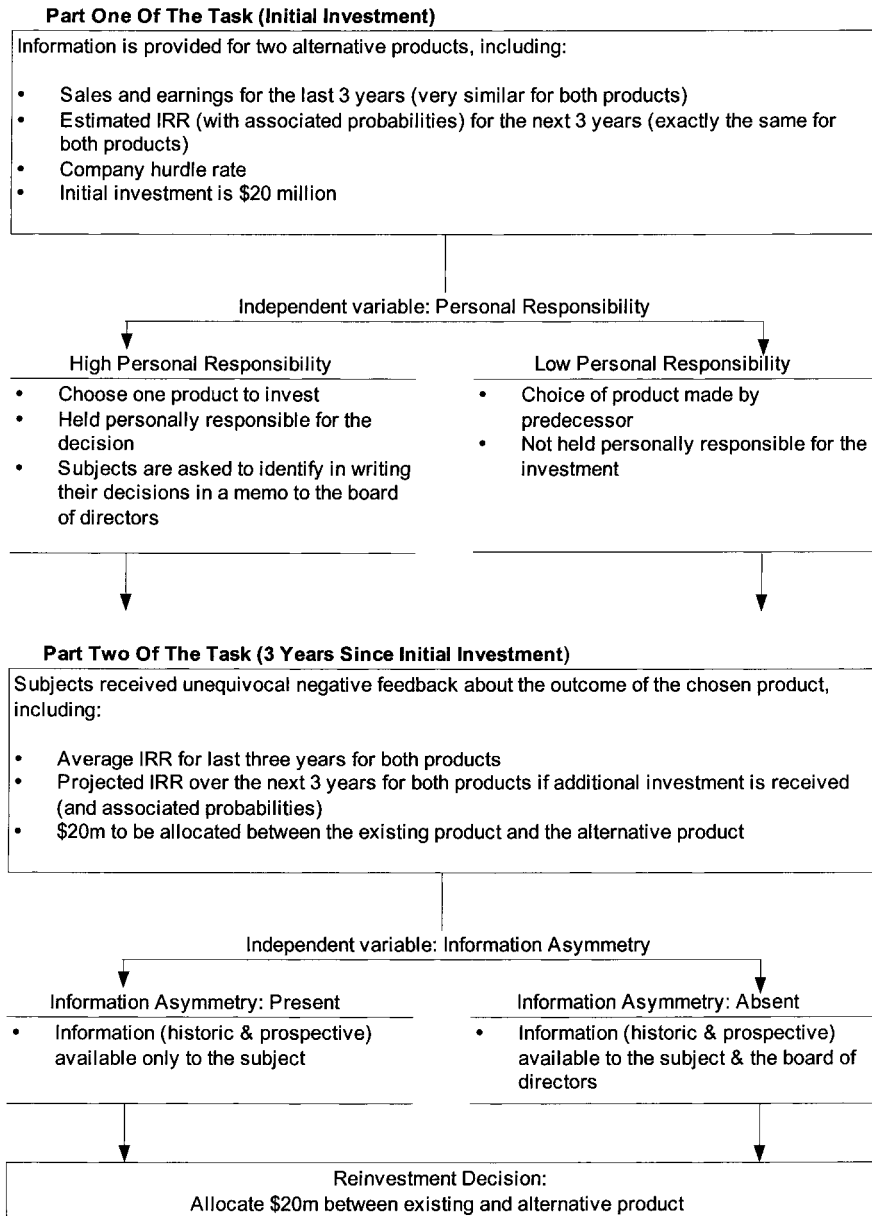 Part One Of The Task (Initial Investment)
Information is provided for two alternative products, including:
• Sales and earnings for the last 3 years (very similar for both products)
• Estimated IRR (with associated probabilities) for the next 3 years (exactly the same for
both products)
• Company hurdle rate
• Initial investment is $20 million
Independent variable: Personal Responsibility
High Personal Responsibility
• Choose one product to invest
• Held personally responsible for the
decision
• Subjects are asked to identify in writing
their decisions in a memo to the board
of directors
Low Personal Responsibility
• Choice of product made by
predecessor
• Not held personally responsible for the
investment
Part Two Of The Task (3 Years Since Initial Investment)
Subjects received unequivocal negative feedback about the outcome of the chosen product,
including:
• Average IRR for last three years for both products
• Projected IRR over the next 3 years for both products if additional investment is received
(and associated probabilities)
• $20m to be allocated between the existing product and the alternative product
Independent variable: Information Asymmetry
Information Asymmetry: Present
• Information (historic & prospective)
available only to the subject
Information Asymmetry: Absent
• Information (historic & prospective)
available to the subject & the board of
directors
Reinvestment Decision:
Allocate $20m between existing and alternative product